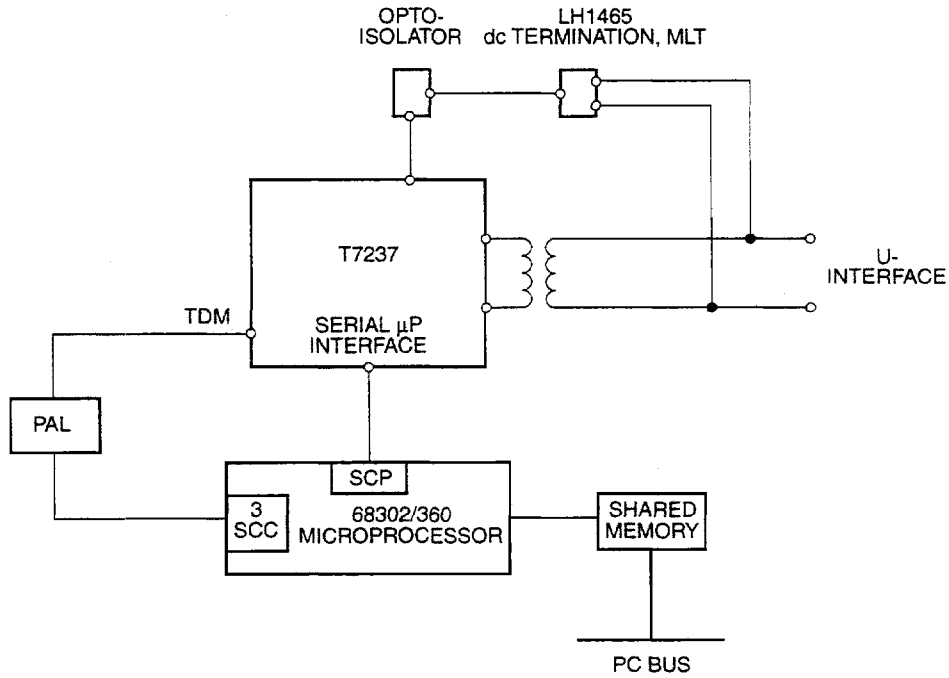 OPTO-
ISOLATOR
LH1465
dc TERMINATION, MLT
T7237
U-
INTERFACE
TDM
SERIAL µP
INTERFACE
PAL
SCP
3
SCC
68302/360
MICROPROCESSOR
SHARED
MEMORY
PC BUS